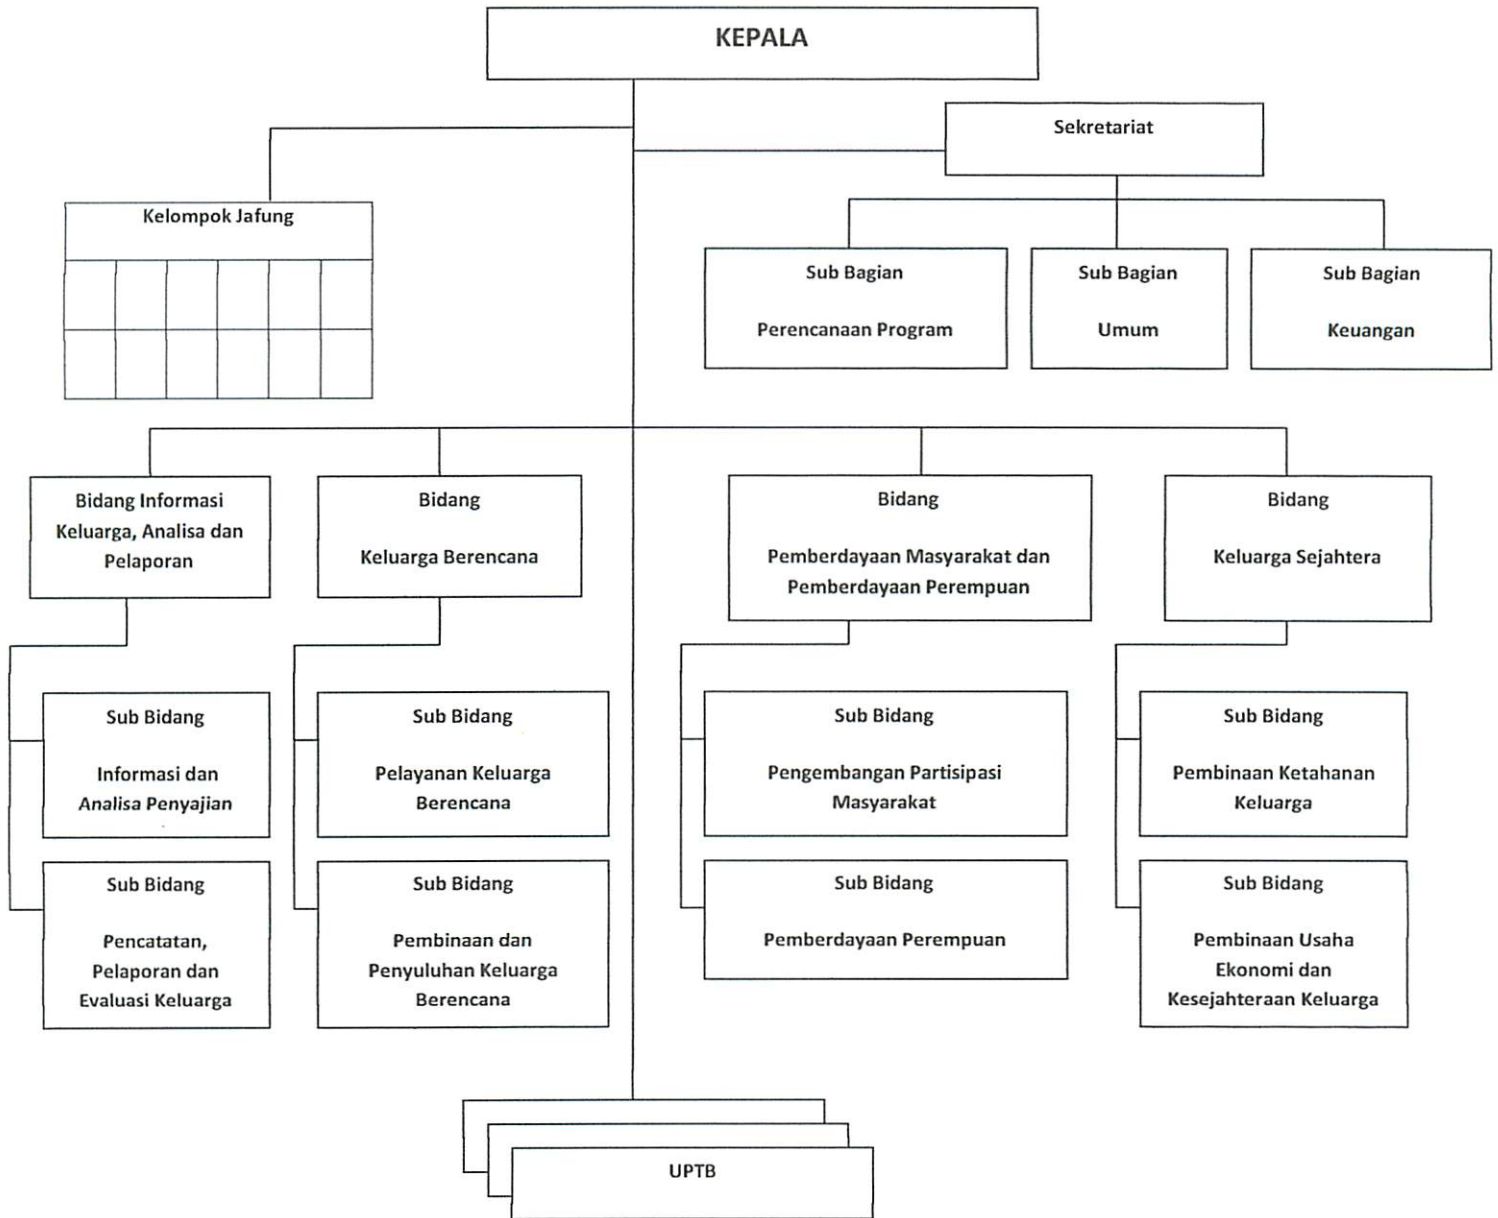 KEPALA
Sekretariat
Kelompok Jafung
Sub Bagian
Perencanaan Program
Sub Bagian
Umum
Sub Bagian
Keuangan
Bidang Informasi
Keluarga, Analisa dan
Pelaporan
Bidang
Keluarga Berencana
Bidang
Pemberdayaan Masyarakat dan
Pemberdayaan Perempuan
Bidang
Keluarga Sejahtera
Sub Bidang
Informasi dan
Analisa Penyajian
Sub Bidang
Pelayanan Keluarga
Berencana
Sub Bidang
Pengembangan Partisipasi
Masyarakat
Sub Bidang
Pembinaan Ketahanan
Keluarga
Sub Bidang
Pencatatan,
Pelaporan dan
Evaluasi Keluarga
Sub Bidang
Pembinaan dan
Penyuluhan Keluarga
Berencana
Sub Bidang
Pemberdayaan Perempuan
Sub Bidang
Pembinaan Usaha
Ekonomi dan
Kesejahteraan Keluarga
UPTB